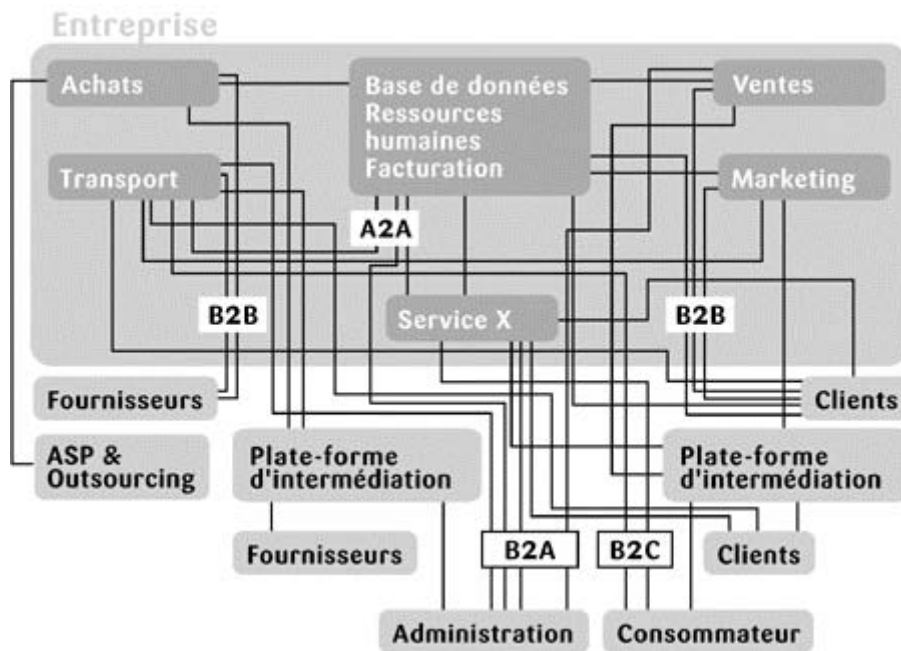 Entreprise
Achats
Base de données
Ressources
humaines
Facturation
Ventes
Transport
Marketing
A2A
B2B
Service X
B2B
Fournisseurs
Clients
ASP &
Outsourcing
Plate-forme
d'intermédiation
Plate-forme
d'intermédiation
Fournisseurs
B2A
B2C
Clients
Administration
Consommateur